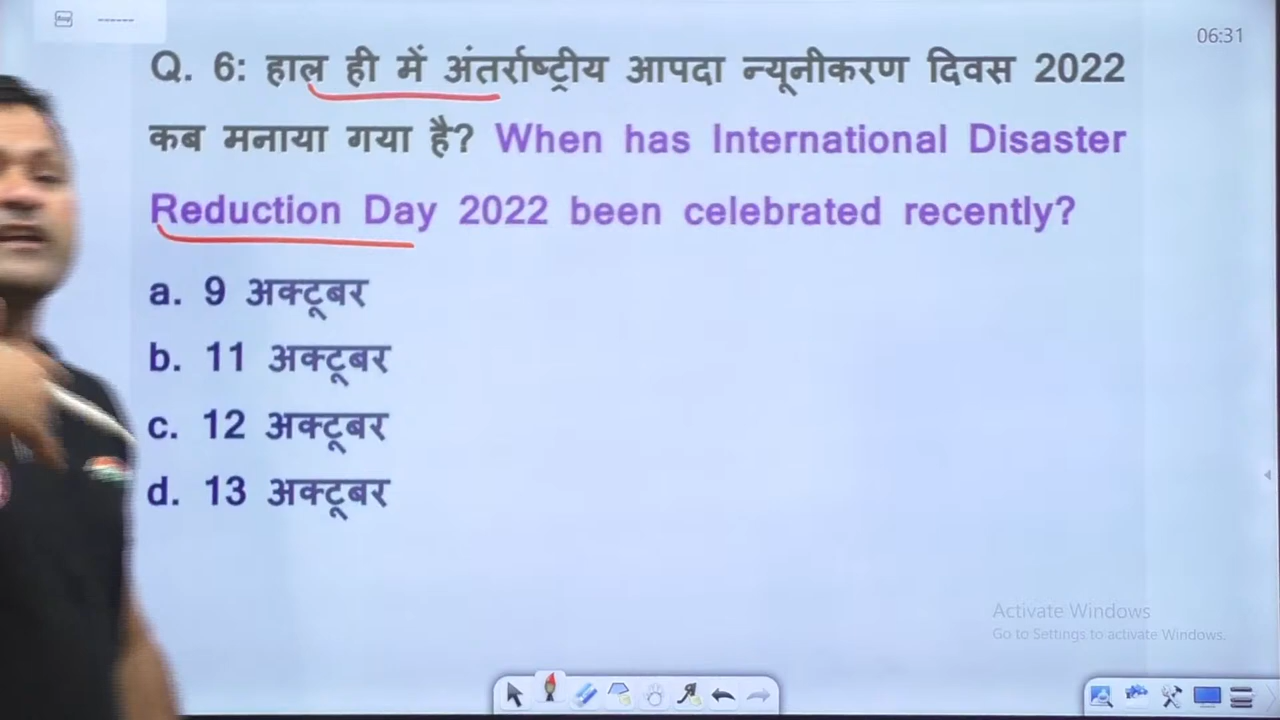 06:31
Q. 6: हाल ही में अंतर्राष्ट्रीय आपदा न्यूनीकरण दिवस 2022
कब मनाया गया है? When has International Disaster
Reduction Day 2022 been celebrated recently?
a. 9 अक्टूबर
b. 11 अक्टूबर
c. 12 अक्टूबर
d. 13 अक्टूबर
Activate Windows
Go to Settings to activate Windows.